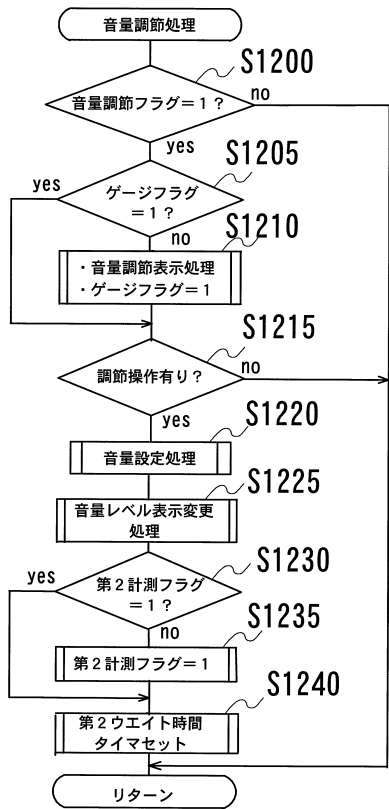 音量調節処理
S1200
音量調節フラグ＝1？
no
yes
S1205
yes
ゲージフラグ
＝1？
S1210
no
・音量調節表示処理
・ゲージフラグ＝1
S1215
調節操作有り？
no
yes
S1220
音量設定処理
S1225
音量レベル表示変更
処理
S1230
yes
第2計測フラグ
＝1？
S1235
no
第2計測フラグ＝1
S1240
第2ウエイト時間
タイマセット
リターン